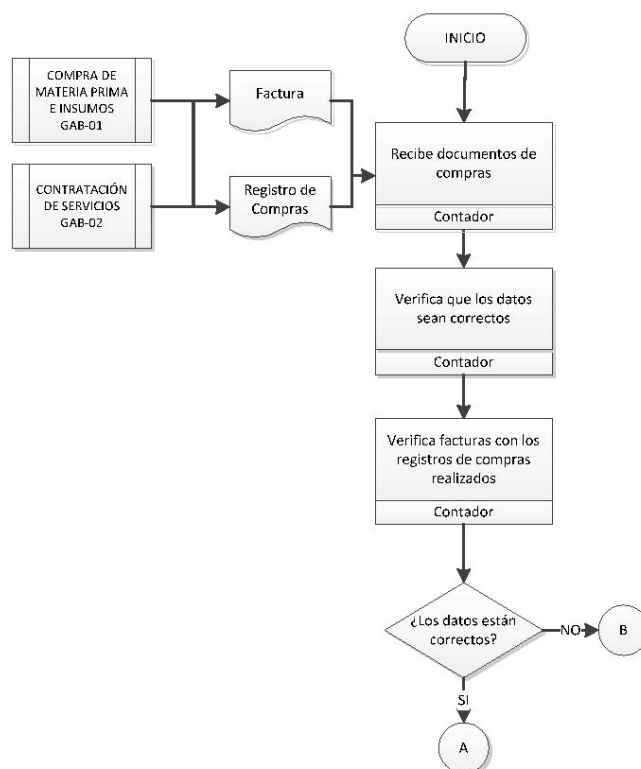 INICIO
COMPRA DE
MATERIA PRIMA
E INSUMOS
GAB-01
Factura
Recibe documentos de
compras
Contador
CONTRATACIÓN
DE SERVICIOS
GAB-02
Registro de
Compras
Verifica que los datos
sean correctos
Contador
Verifica facturas con los
registros de compras
realizados
Contador
¿Los datos están
correctos?
NO
B
SI
A